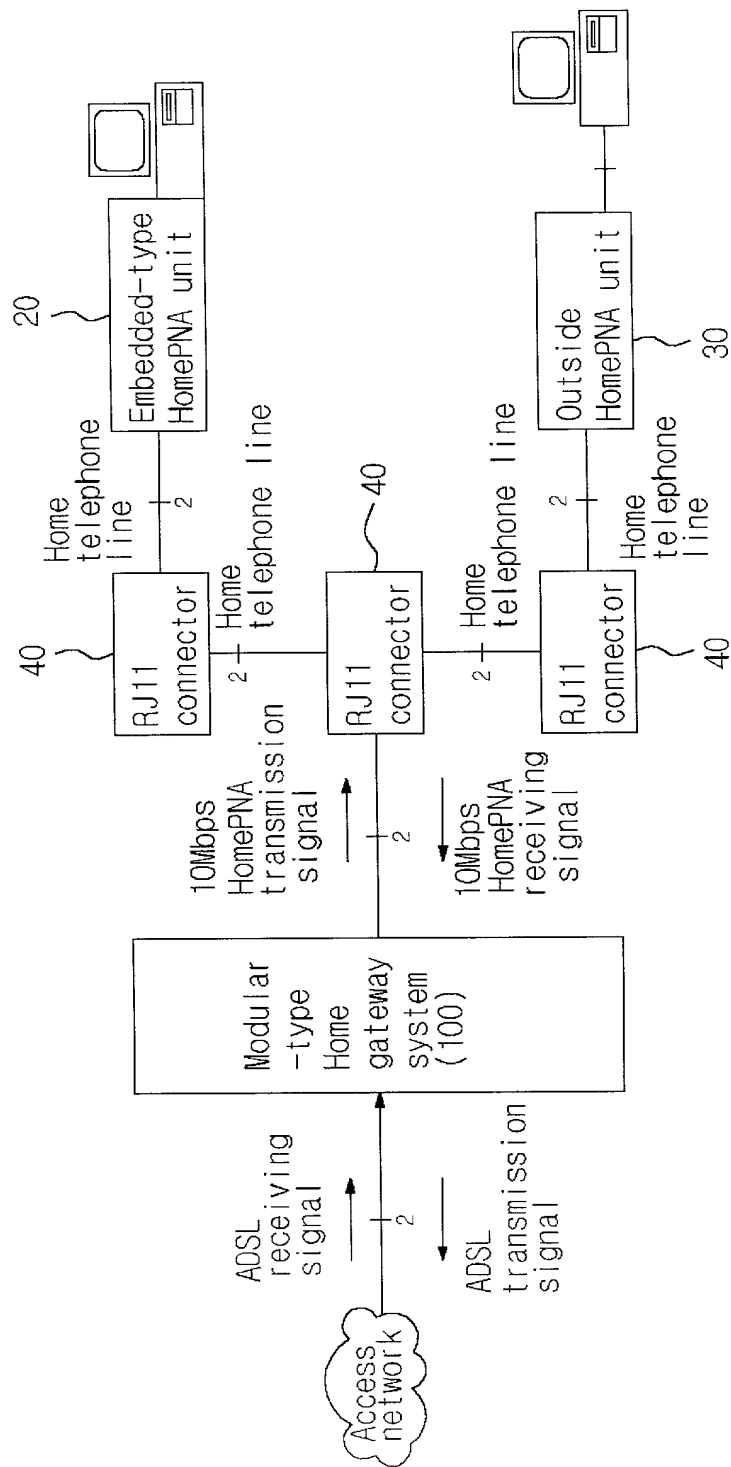 Access
network
ADSL
receiving
signal
2
ADSL
transmission
signal
Modular
-type
Home
gateway
system
(100)
10Mbps
HomePNA
transmission
signal
2
10Mbps
HomePNA
receiving
signal
40
RJ11
connector
2
Home
telephone line
RJ11
connector
40
2
Home
telephone line
RJ11
connector
40
Home
telephone
line
2
20
Embedded-type
HomePNA unit
2
Home
telephone
line
Outside
HomePNA unit
30